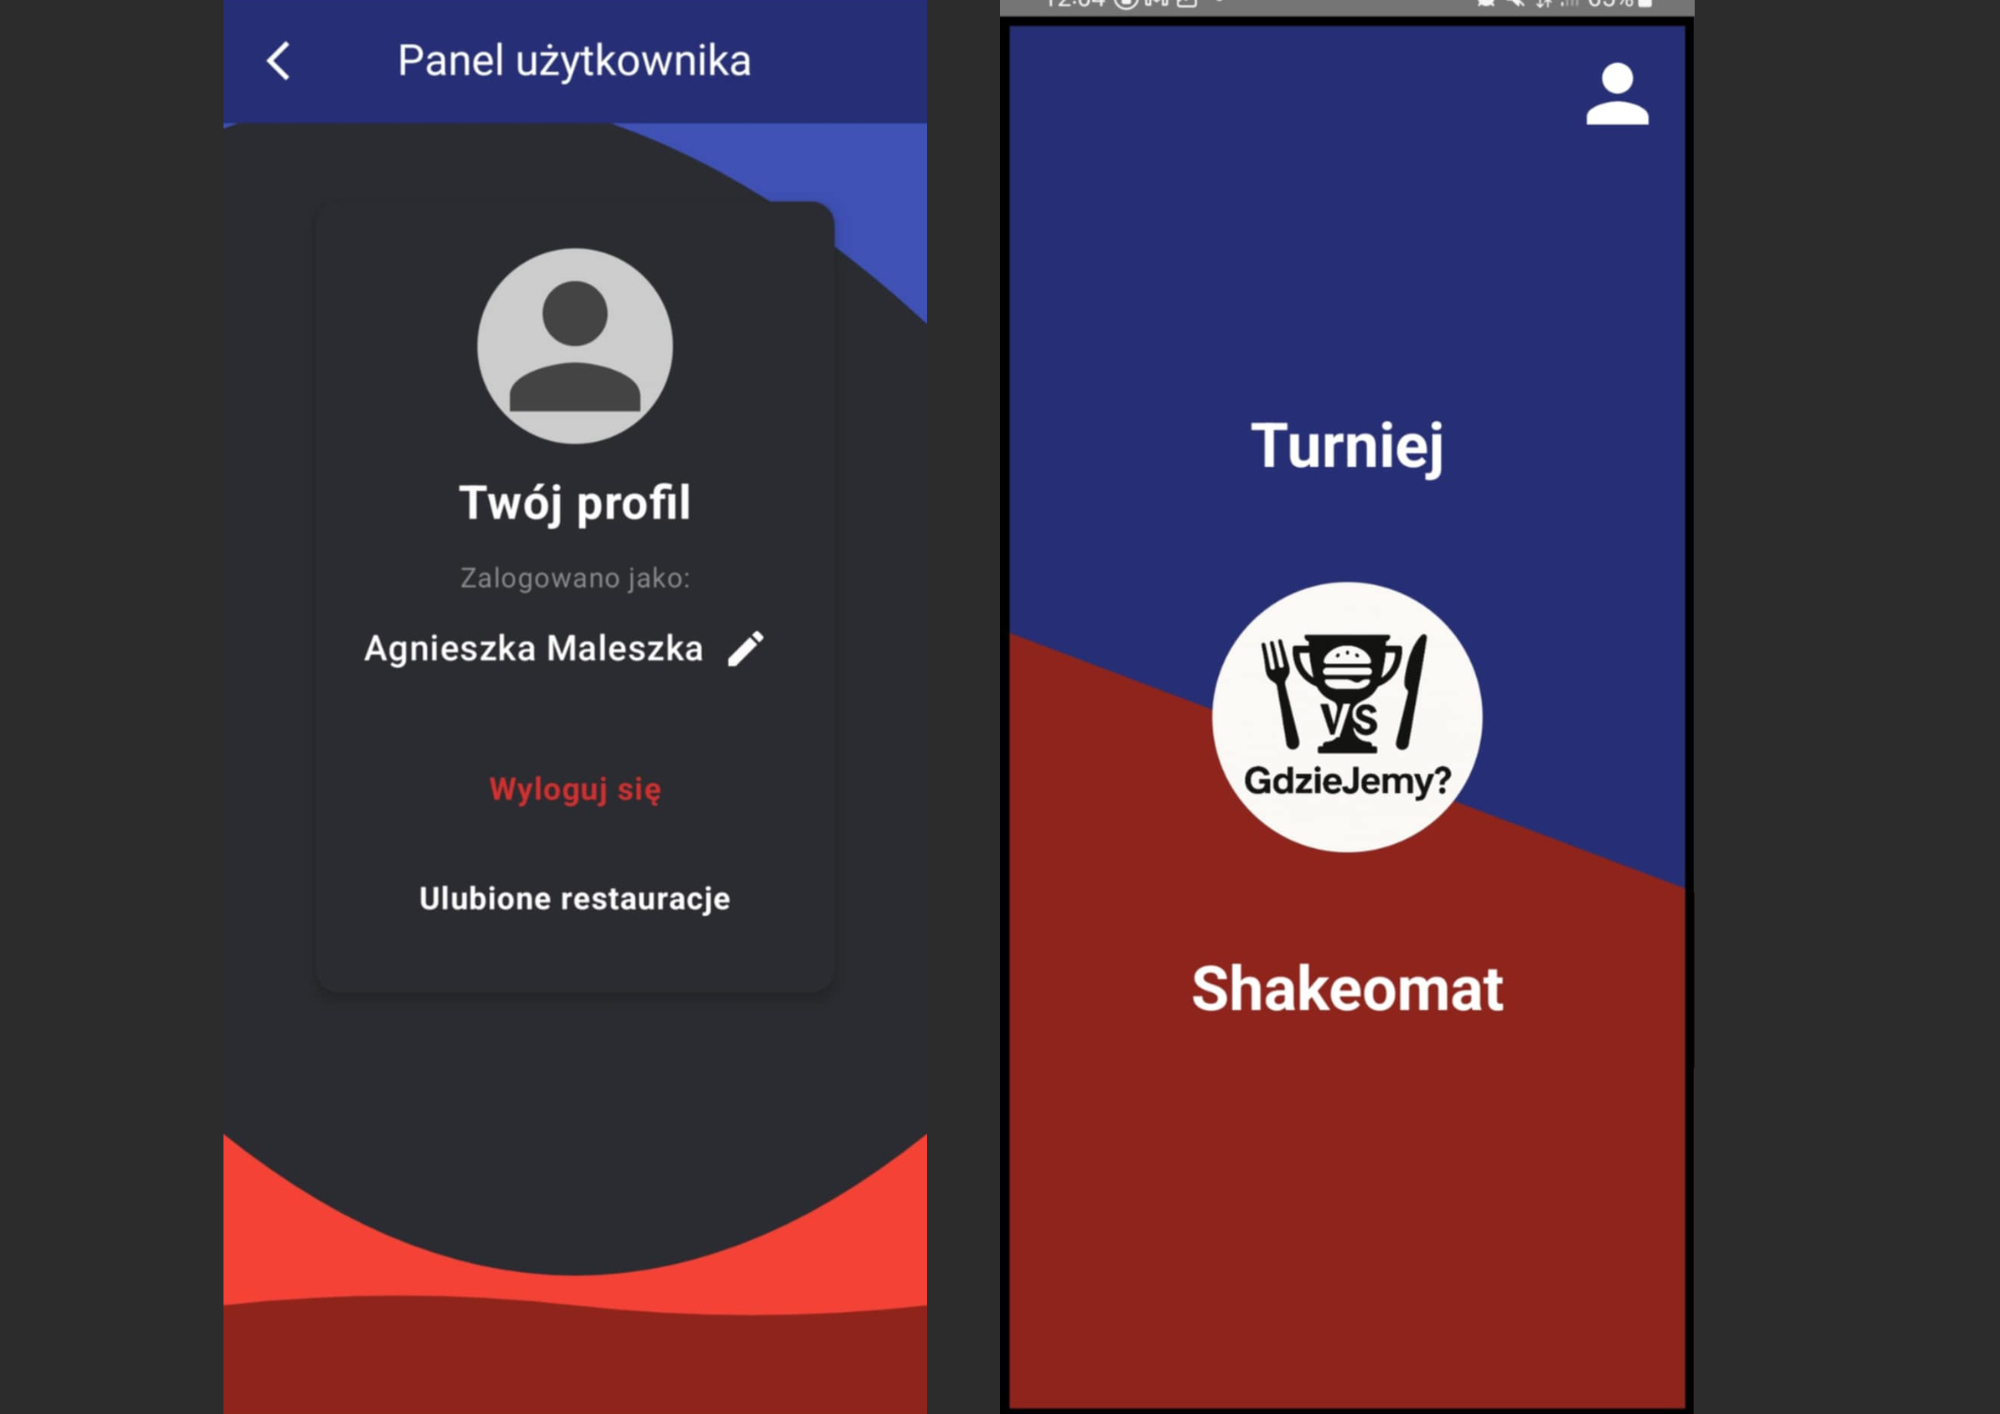 Panel użytkownika
Twój profil
Zalogowano jako:
Agnieszka Maleszka
Wyloguj się
Ulubione restauracje
Turniej
VS
GdzieJemy?
Shakeomat